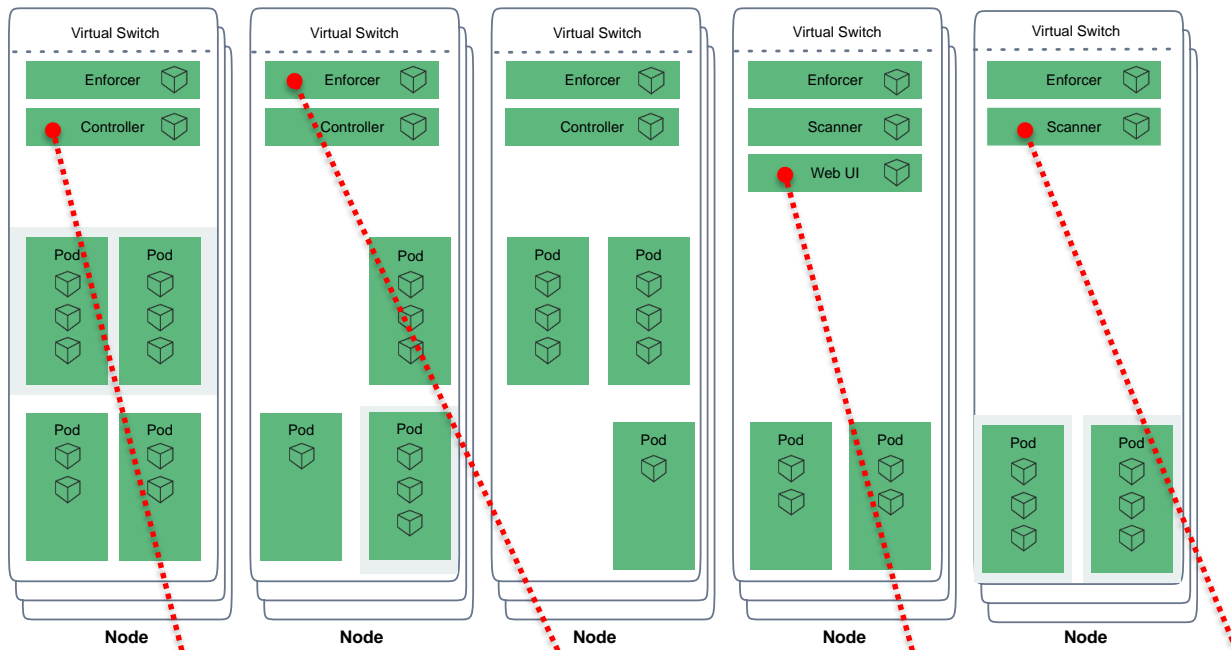 Virtual Switch
Enforcer
Controller
Pod
Pod
Pod
Pod
Node
Virtual Switch
Enforcer
Controller
Pod
Pod
Pod
Node
Virtual Switch
Enforcer
Controller
Pod
Pod
Pod
Node
Virtual Switch
Enforcer
Scanner
Web UI
Pod
Pod
Node
Virtual Switch
Enforcer
Scanner
Pod
Pod
Node